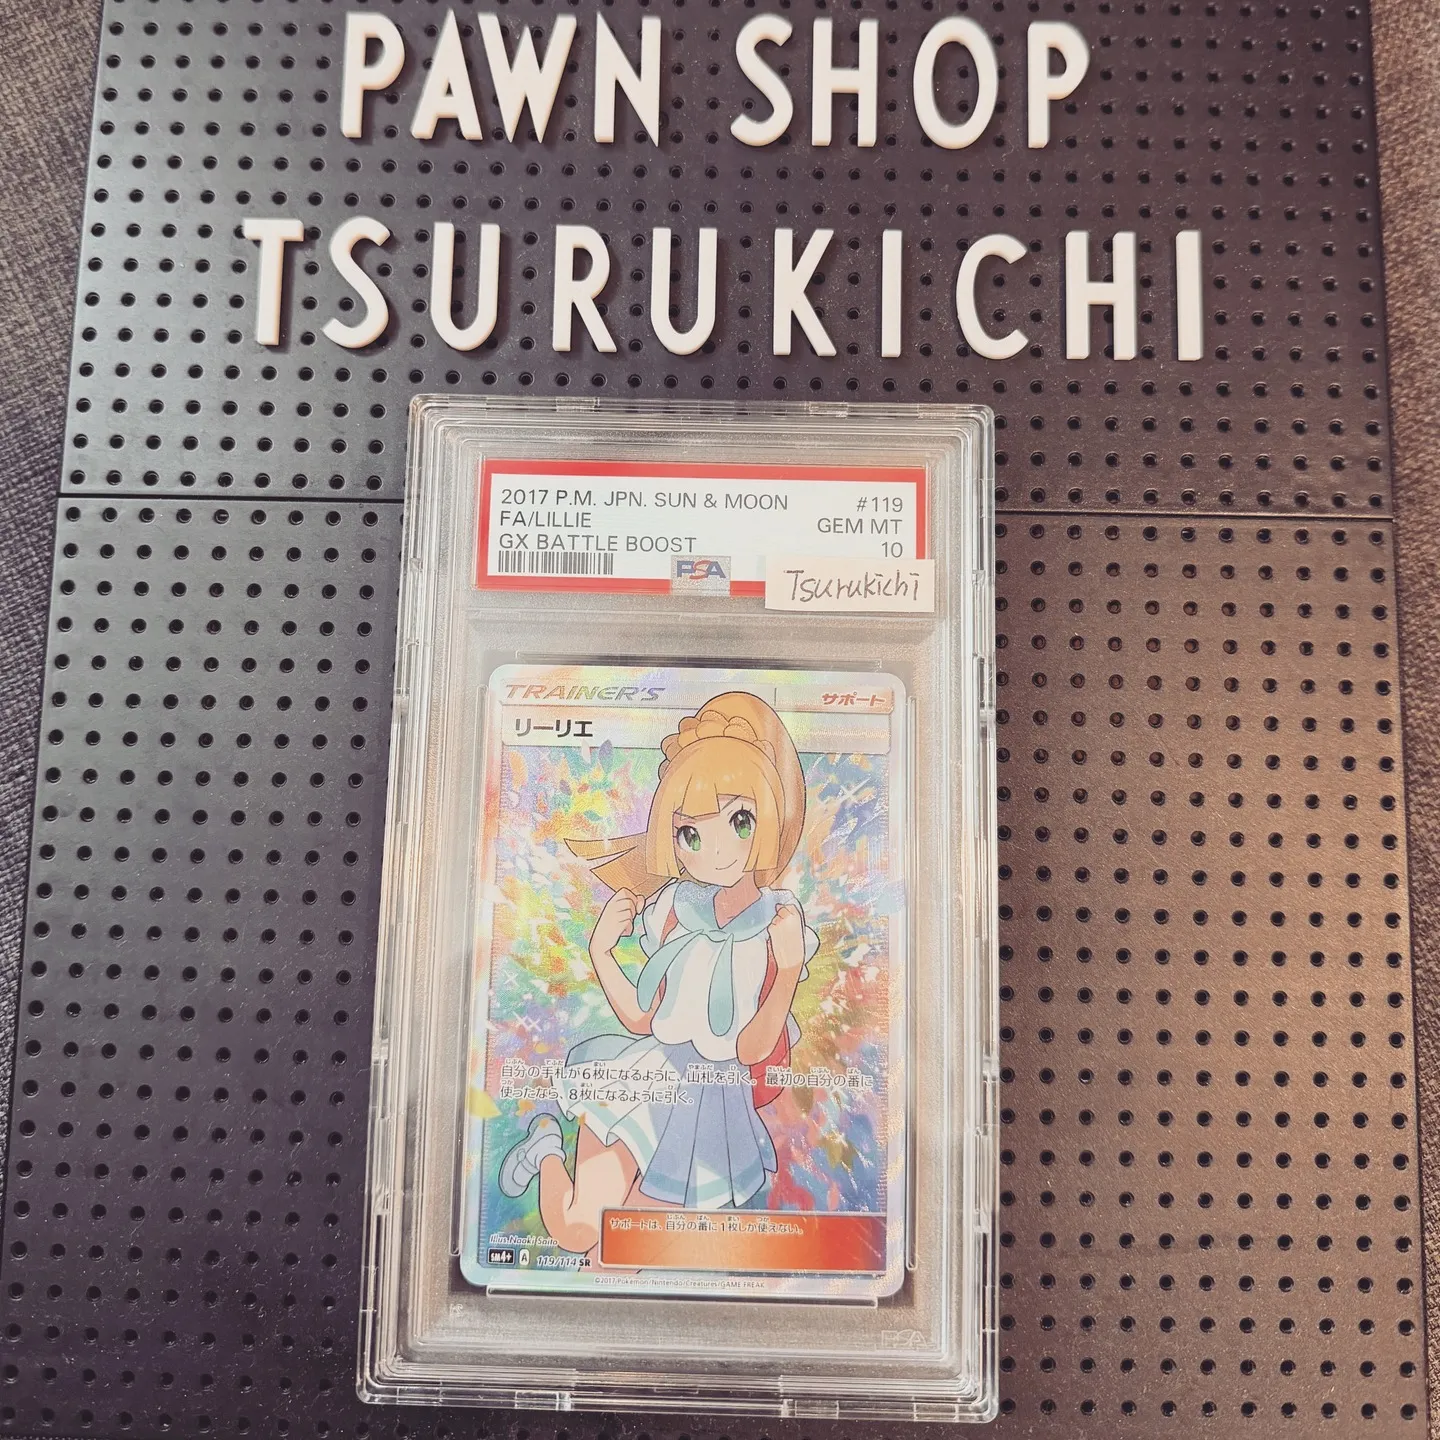 PAWN SHOP
TSURUKICHI
2017 P.M. JPN. SUN & MOON #119
FA/LILLIE GEM MT
GX BATTLE BOOST 10
PSA
Tsurukichi
TRAINER'S サポート
リーリエ
自分の手札が6枚になるように、山札を引く。最初の自分の番に
使ったなら、8枚になるように引く。
サポートは、自分の番に1枚しか使えない。
Illus. Naoki Saito
SM4+ A 119/114 SR
©2017 Pokémon/Nintendo/Creatures/GAME FREAK
PSA